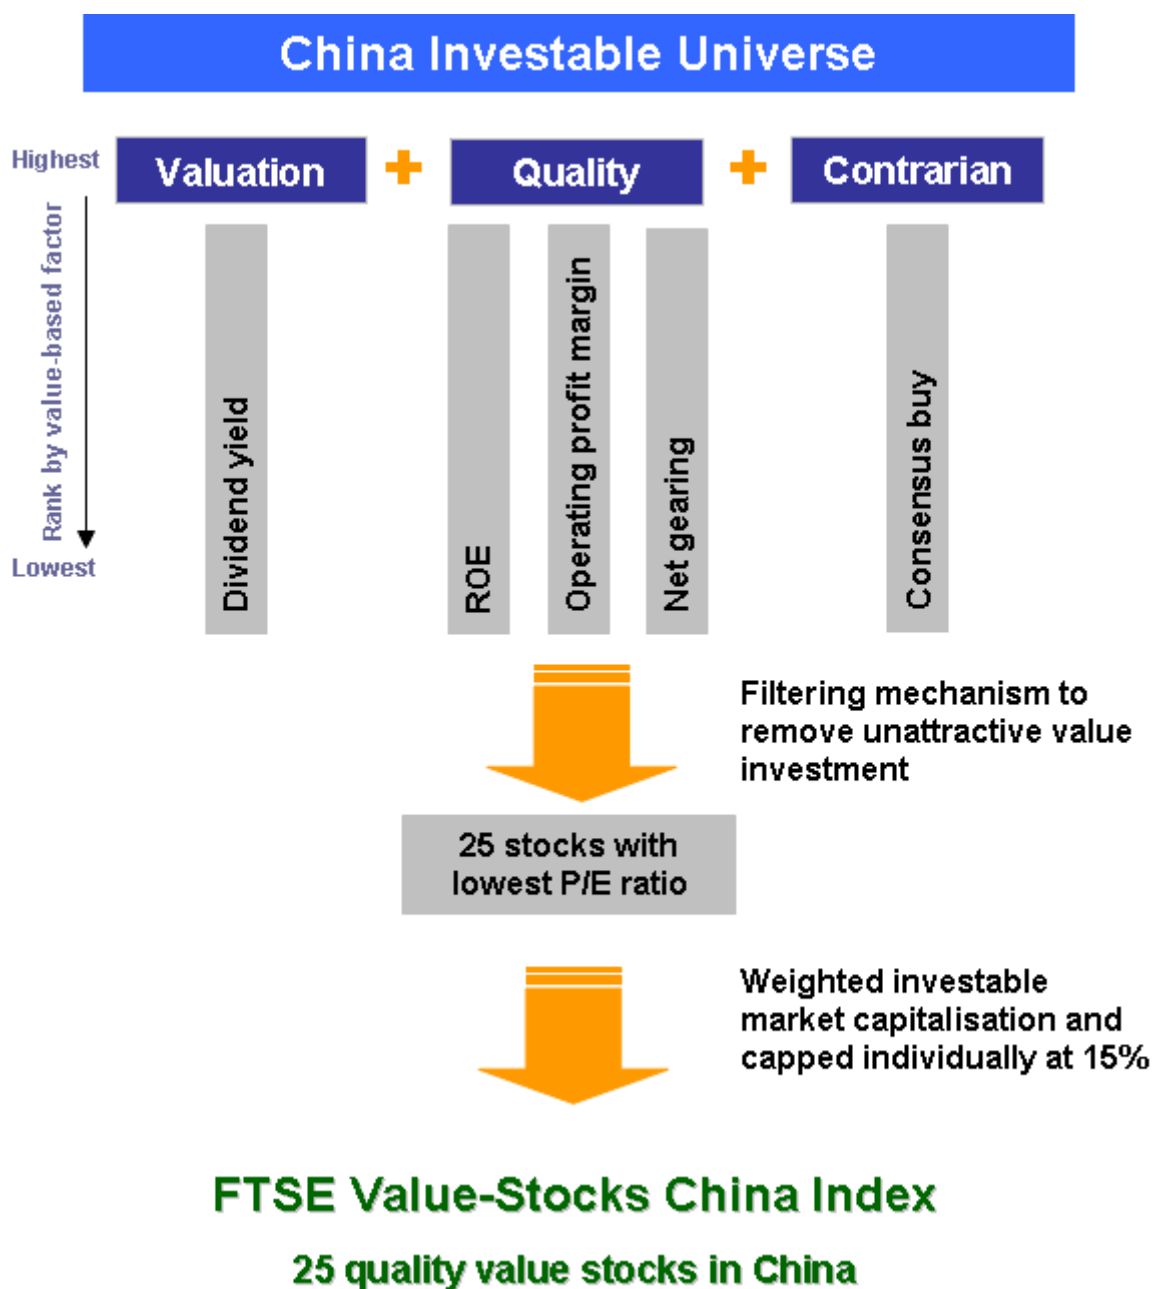 China Investable Universe
Highest
Valuation
+
Quality
+
Contrarian
Rank by value-based factor
Lowest
Dividend yield
ROE
Operating profit margin
Net gearing
Consensus buy
Filtering mechanism to
remove unattractive value
investment
25 stocks with
lowest P/E ratio
Weighted investable
market capitalisation and
capped individually at 15%
FTSE Value-Stocks China Index
25 quality value stocks in China